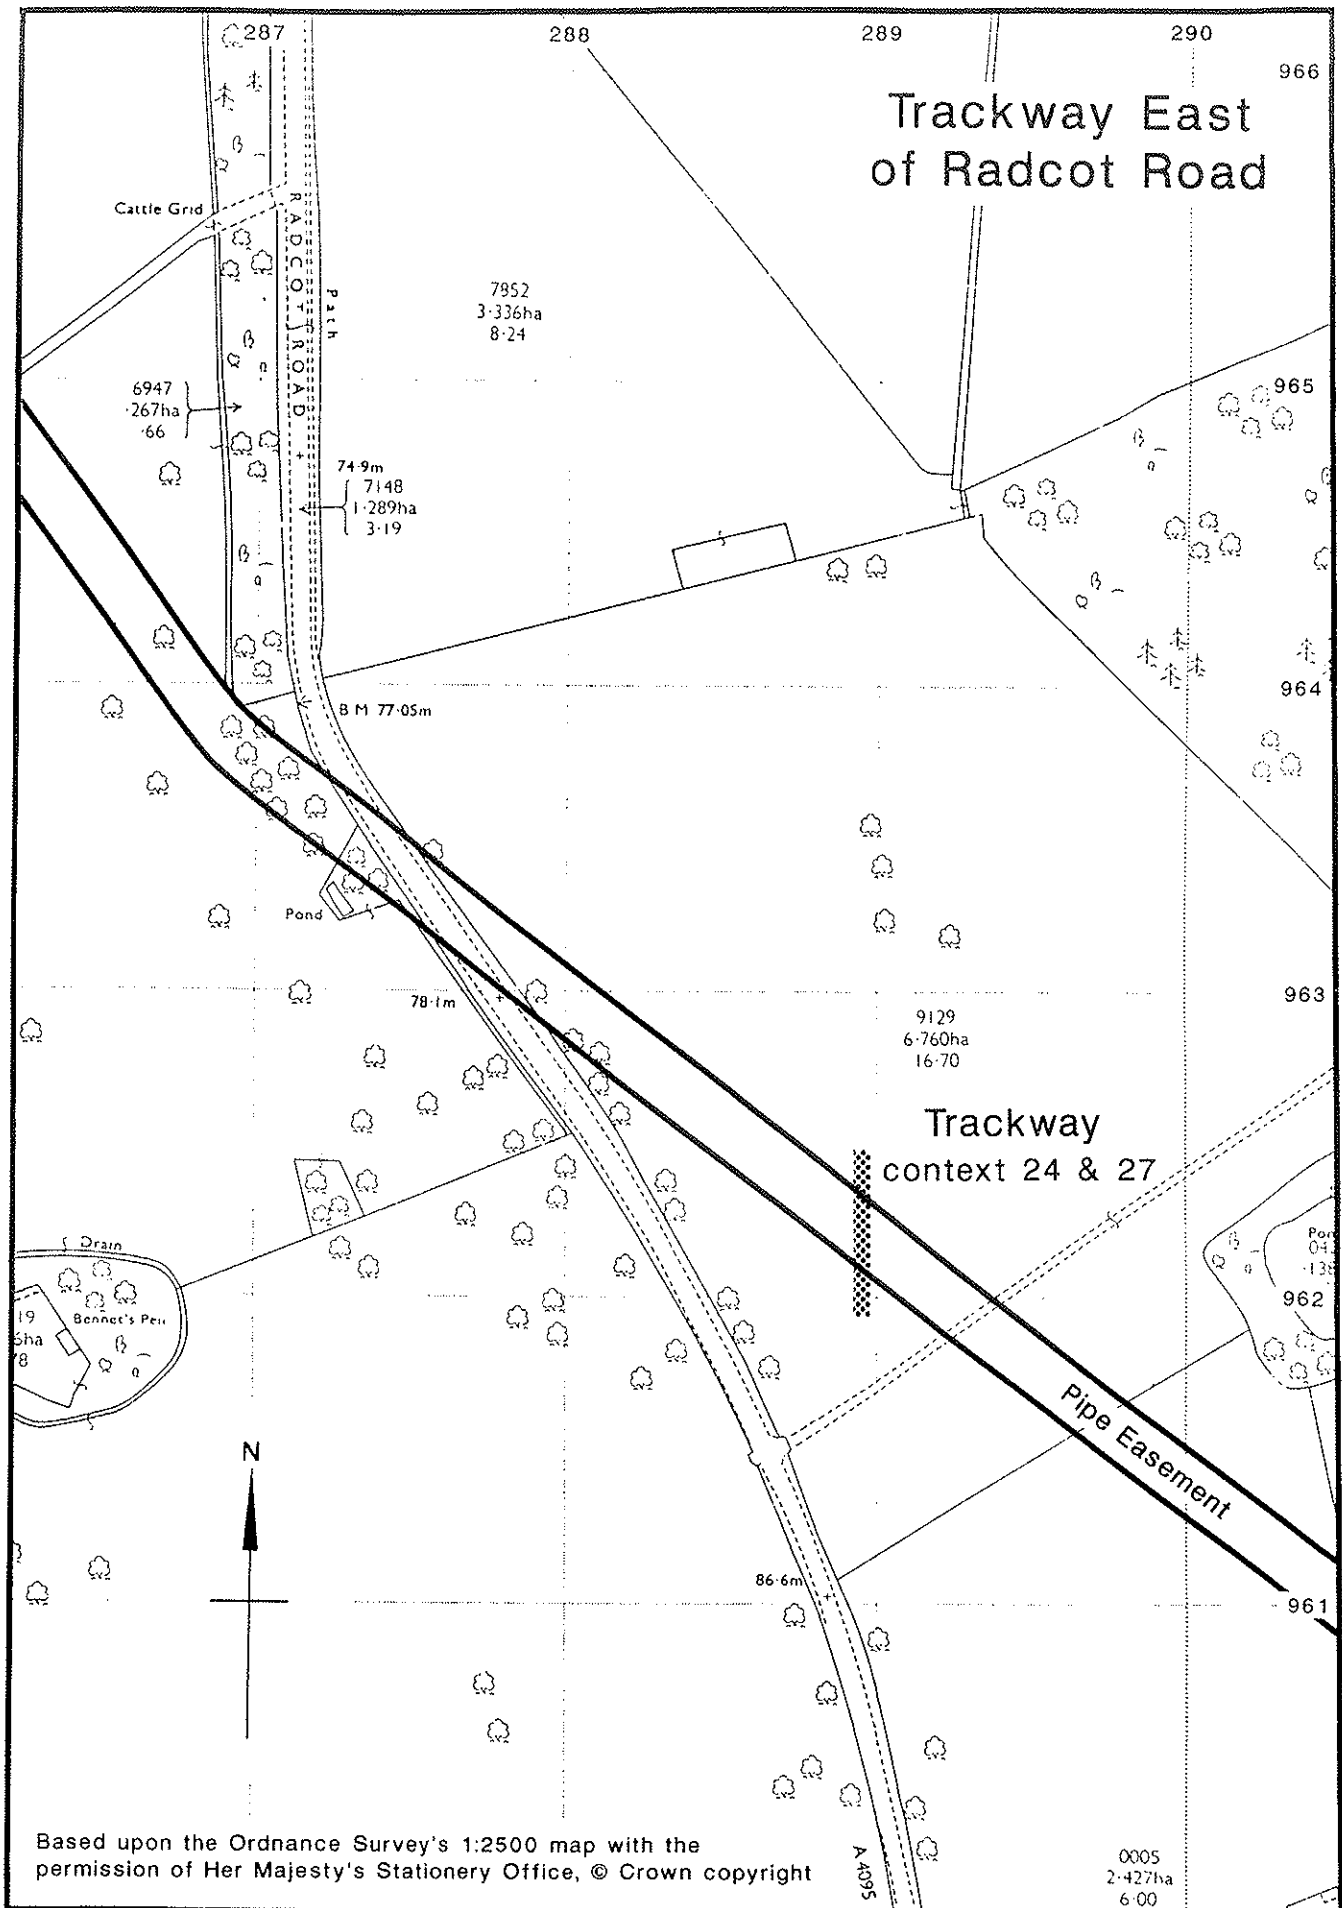 287
288
289
290
966
Trackway East
of Radcot Road
Cattle Grid
RADCOT ROAD
Path
7852
3·336ha
8·24
6947
·267ha
·66
965
74·9m
7148
1·289ha
3·19
964
B M 77·05m
Pond
78·1m
963
9129
6·760ha
16·70
Trackway
context 24 & 27
Drain
Bennet's Pen
19
962
Pipe Easement
N
86·6m
961
A 4095
0005
2·427ha
6·00
Based upon the Ordnance Survey's 1:2500 map with the
permission of Her Majesty's Stationery Office, © Crown copyright